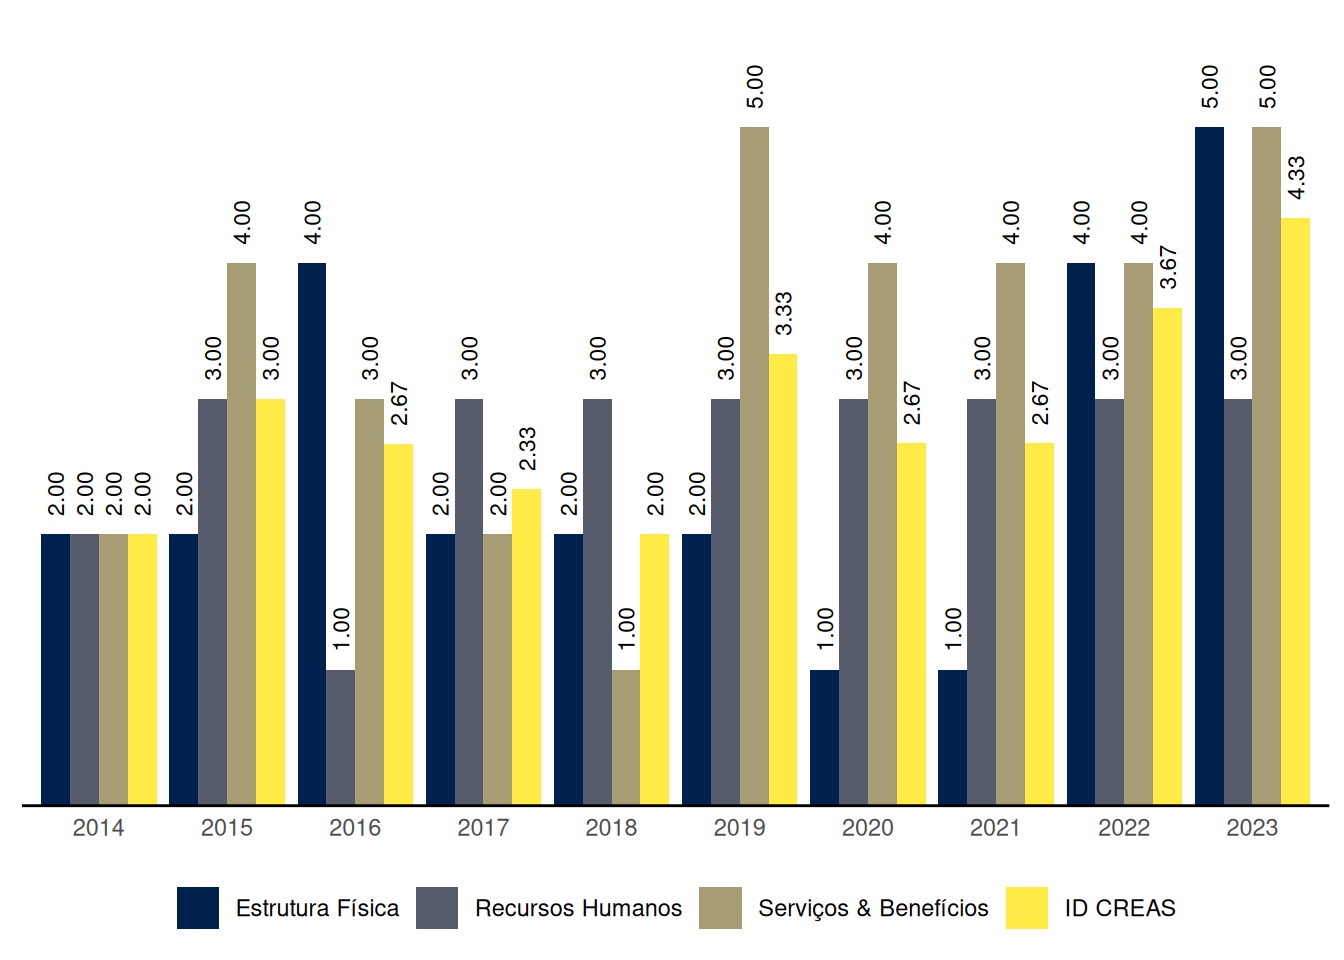 5.00 5.00 5.00
4.33
4.00 4.00 4.00 4.00 4.00 4.00
3.67
3.33
3.00 3.00 3.00 3.00 3.00 3.00 3.00 3.00 3.00 3.00
2.67 2.67 2.67
2.33
2.00 2.00 2.00 2.00 2.00 2.00 2.00 2.00 2.00 2.00
1.00 1.00 1.00 1.00
2014 2015 2016 2017 2018 2019 2020 2021 2022 2023
Estrutura Física Recursos Humanos Serviços & Benefícios ID CREAS